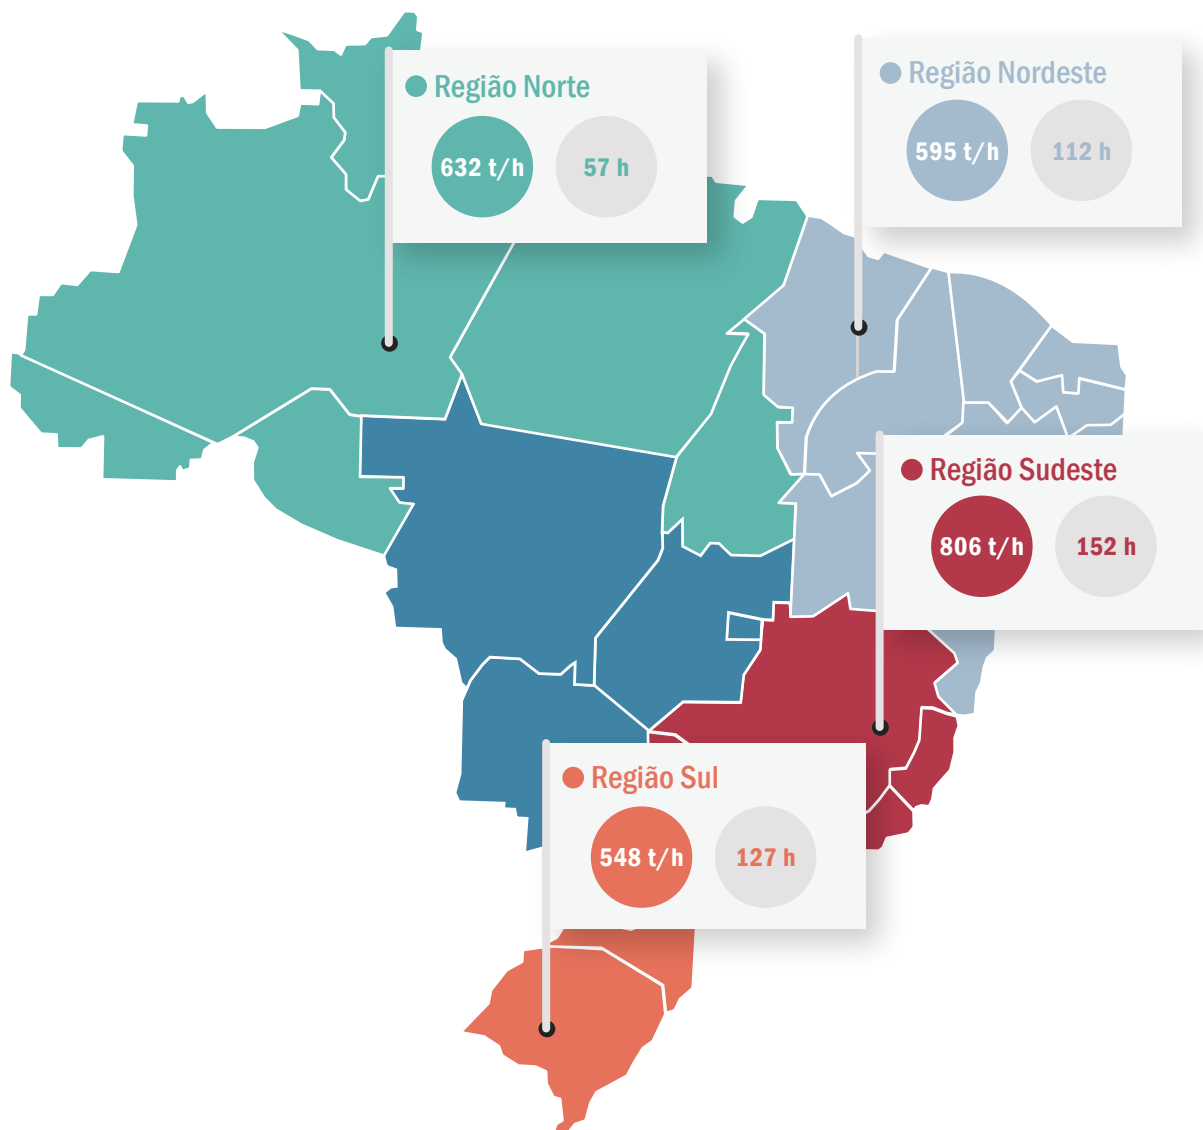 Região Norte
632 t/h 57 h
Região Nordeste
595 t/h 112 h
Região Sudeste
806 t/h 152 h
Região Sul
548 t/h 127 h